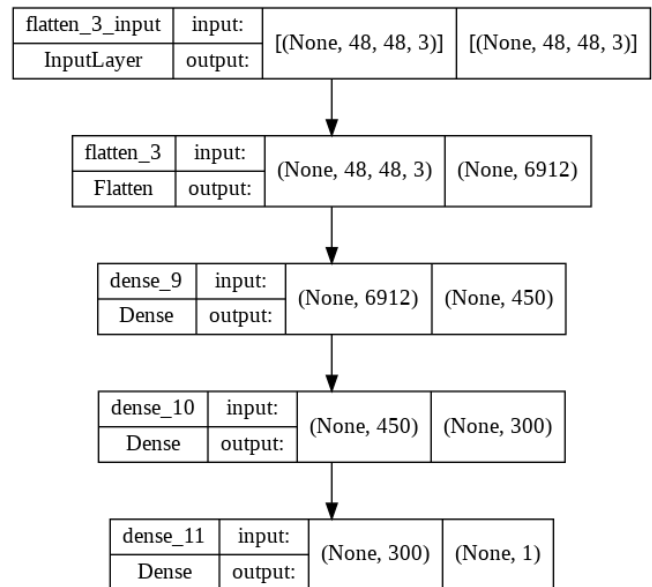 flatten_3_input input: [(None, 48, 48, 3)] [(None, 48, 48, 3)]
InputLayer output:
flatten_3 input: (None, 48, 48, 3) (None, 6912)
Flatten output:
dense_9 input: (None, 6912) (None, 450)
Dense output:
dense_10 input: (None, 450) (None, 300)
Dense output:
dense_11 input: (None, 300) (None, 1)
Dense output: